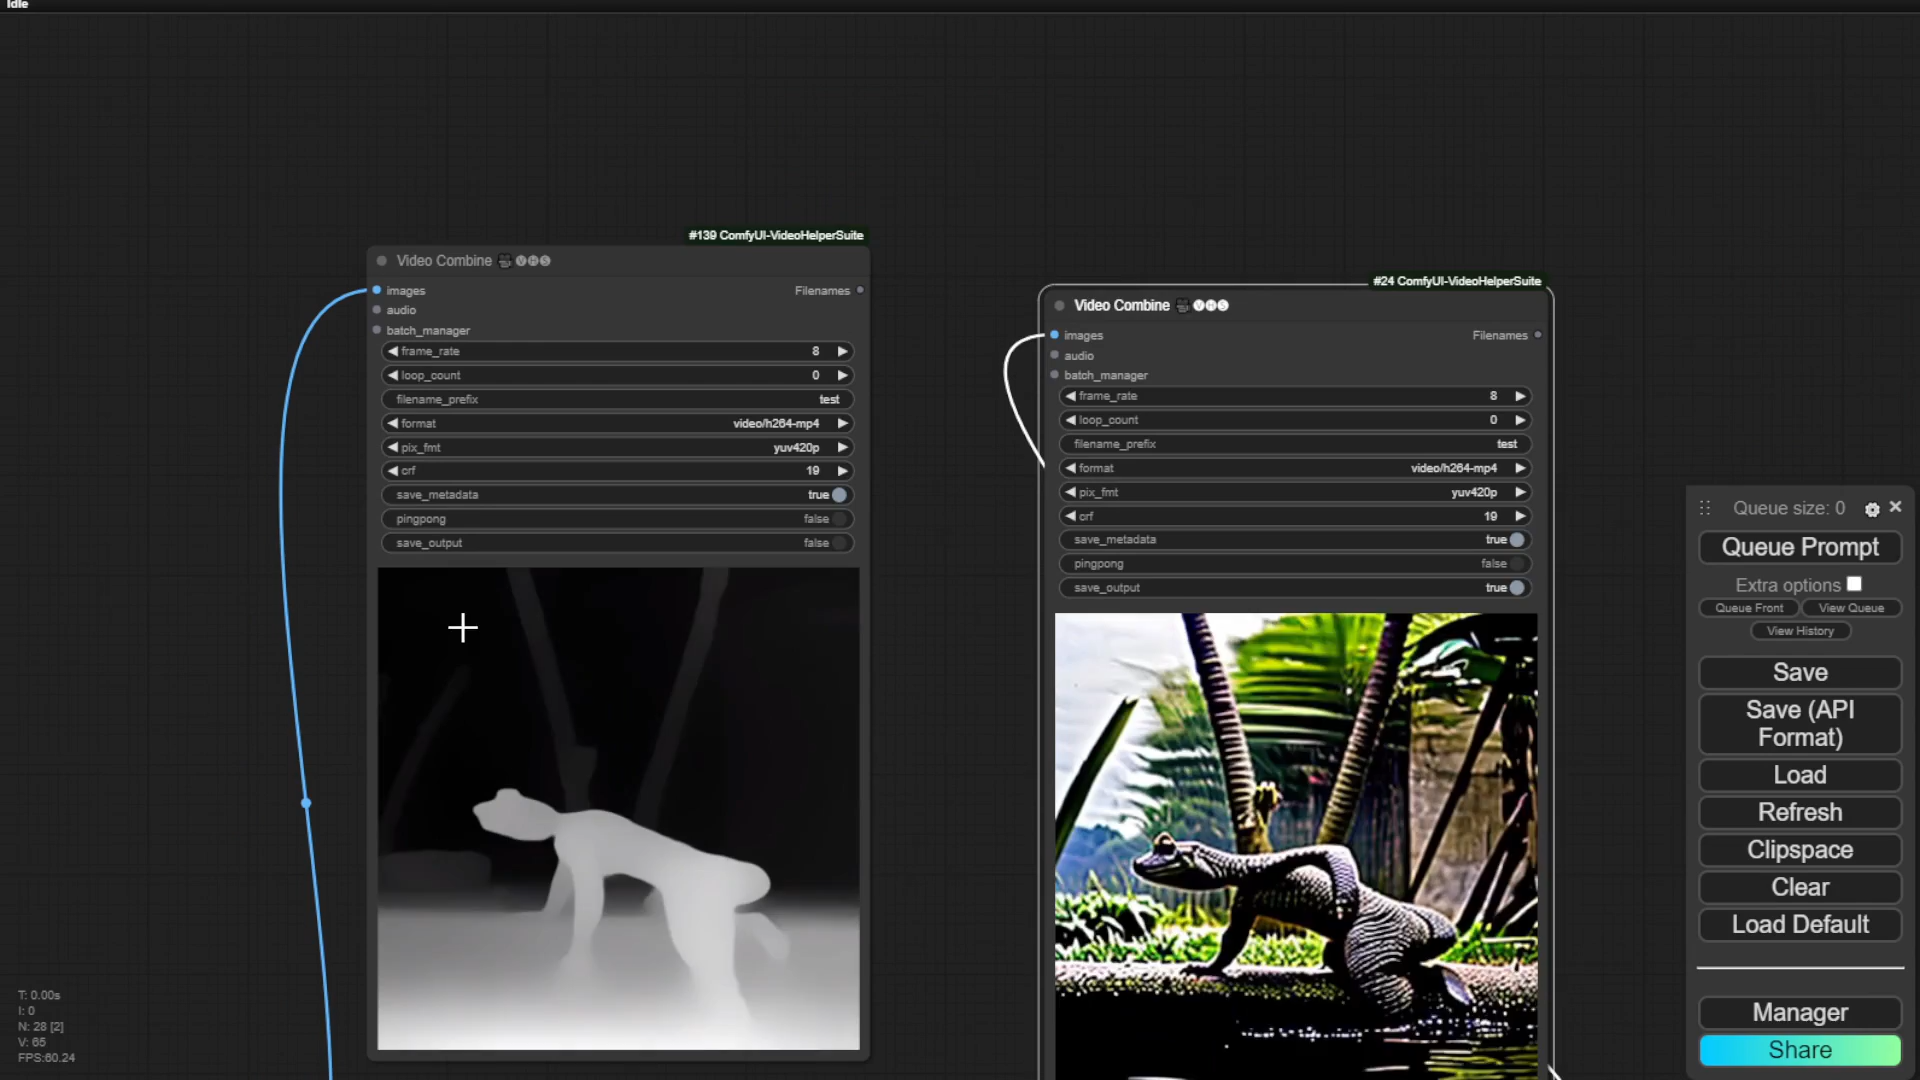 Idle
#139 ComfyUI-VideoHelperSuite
Video Combine VHS
images Filenames
audio
batch_manager
frame_rate 8
loop_count 0
filename_prefix test
format video/h264-mp4
pix_fmt yuv420p
crf 19
save_metadata true
pingpong false
save_output false
#24 ComfyUI-VideoHelperSuite
Video Combine VHS
images Filenames
audio
batch_manager
frame_rate 8
loop_count 0
filename_prefix test
format video/h264-mp4
pix_fmt yuv420p
crf 19
save_metadata true
pingpong false
save_output true
Queue size: 0
Queue Prompt
Extra options
Queue Front View Queue
View History
Save
Save (API
Format)
Load
Refresh
Clipspace
Clear
Load Default
Manager
Share
T: 0.00s
I: 0
N: 28 [2]
V: 65
FPS:60.24